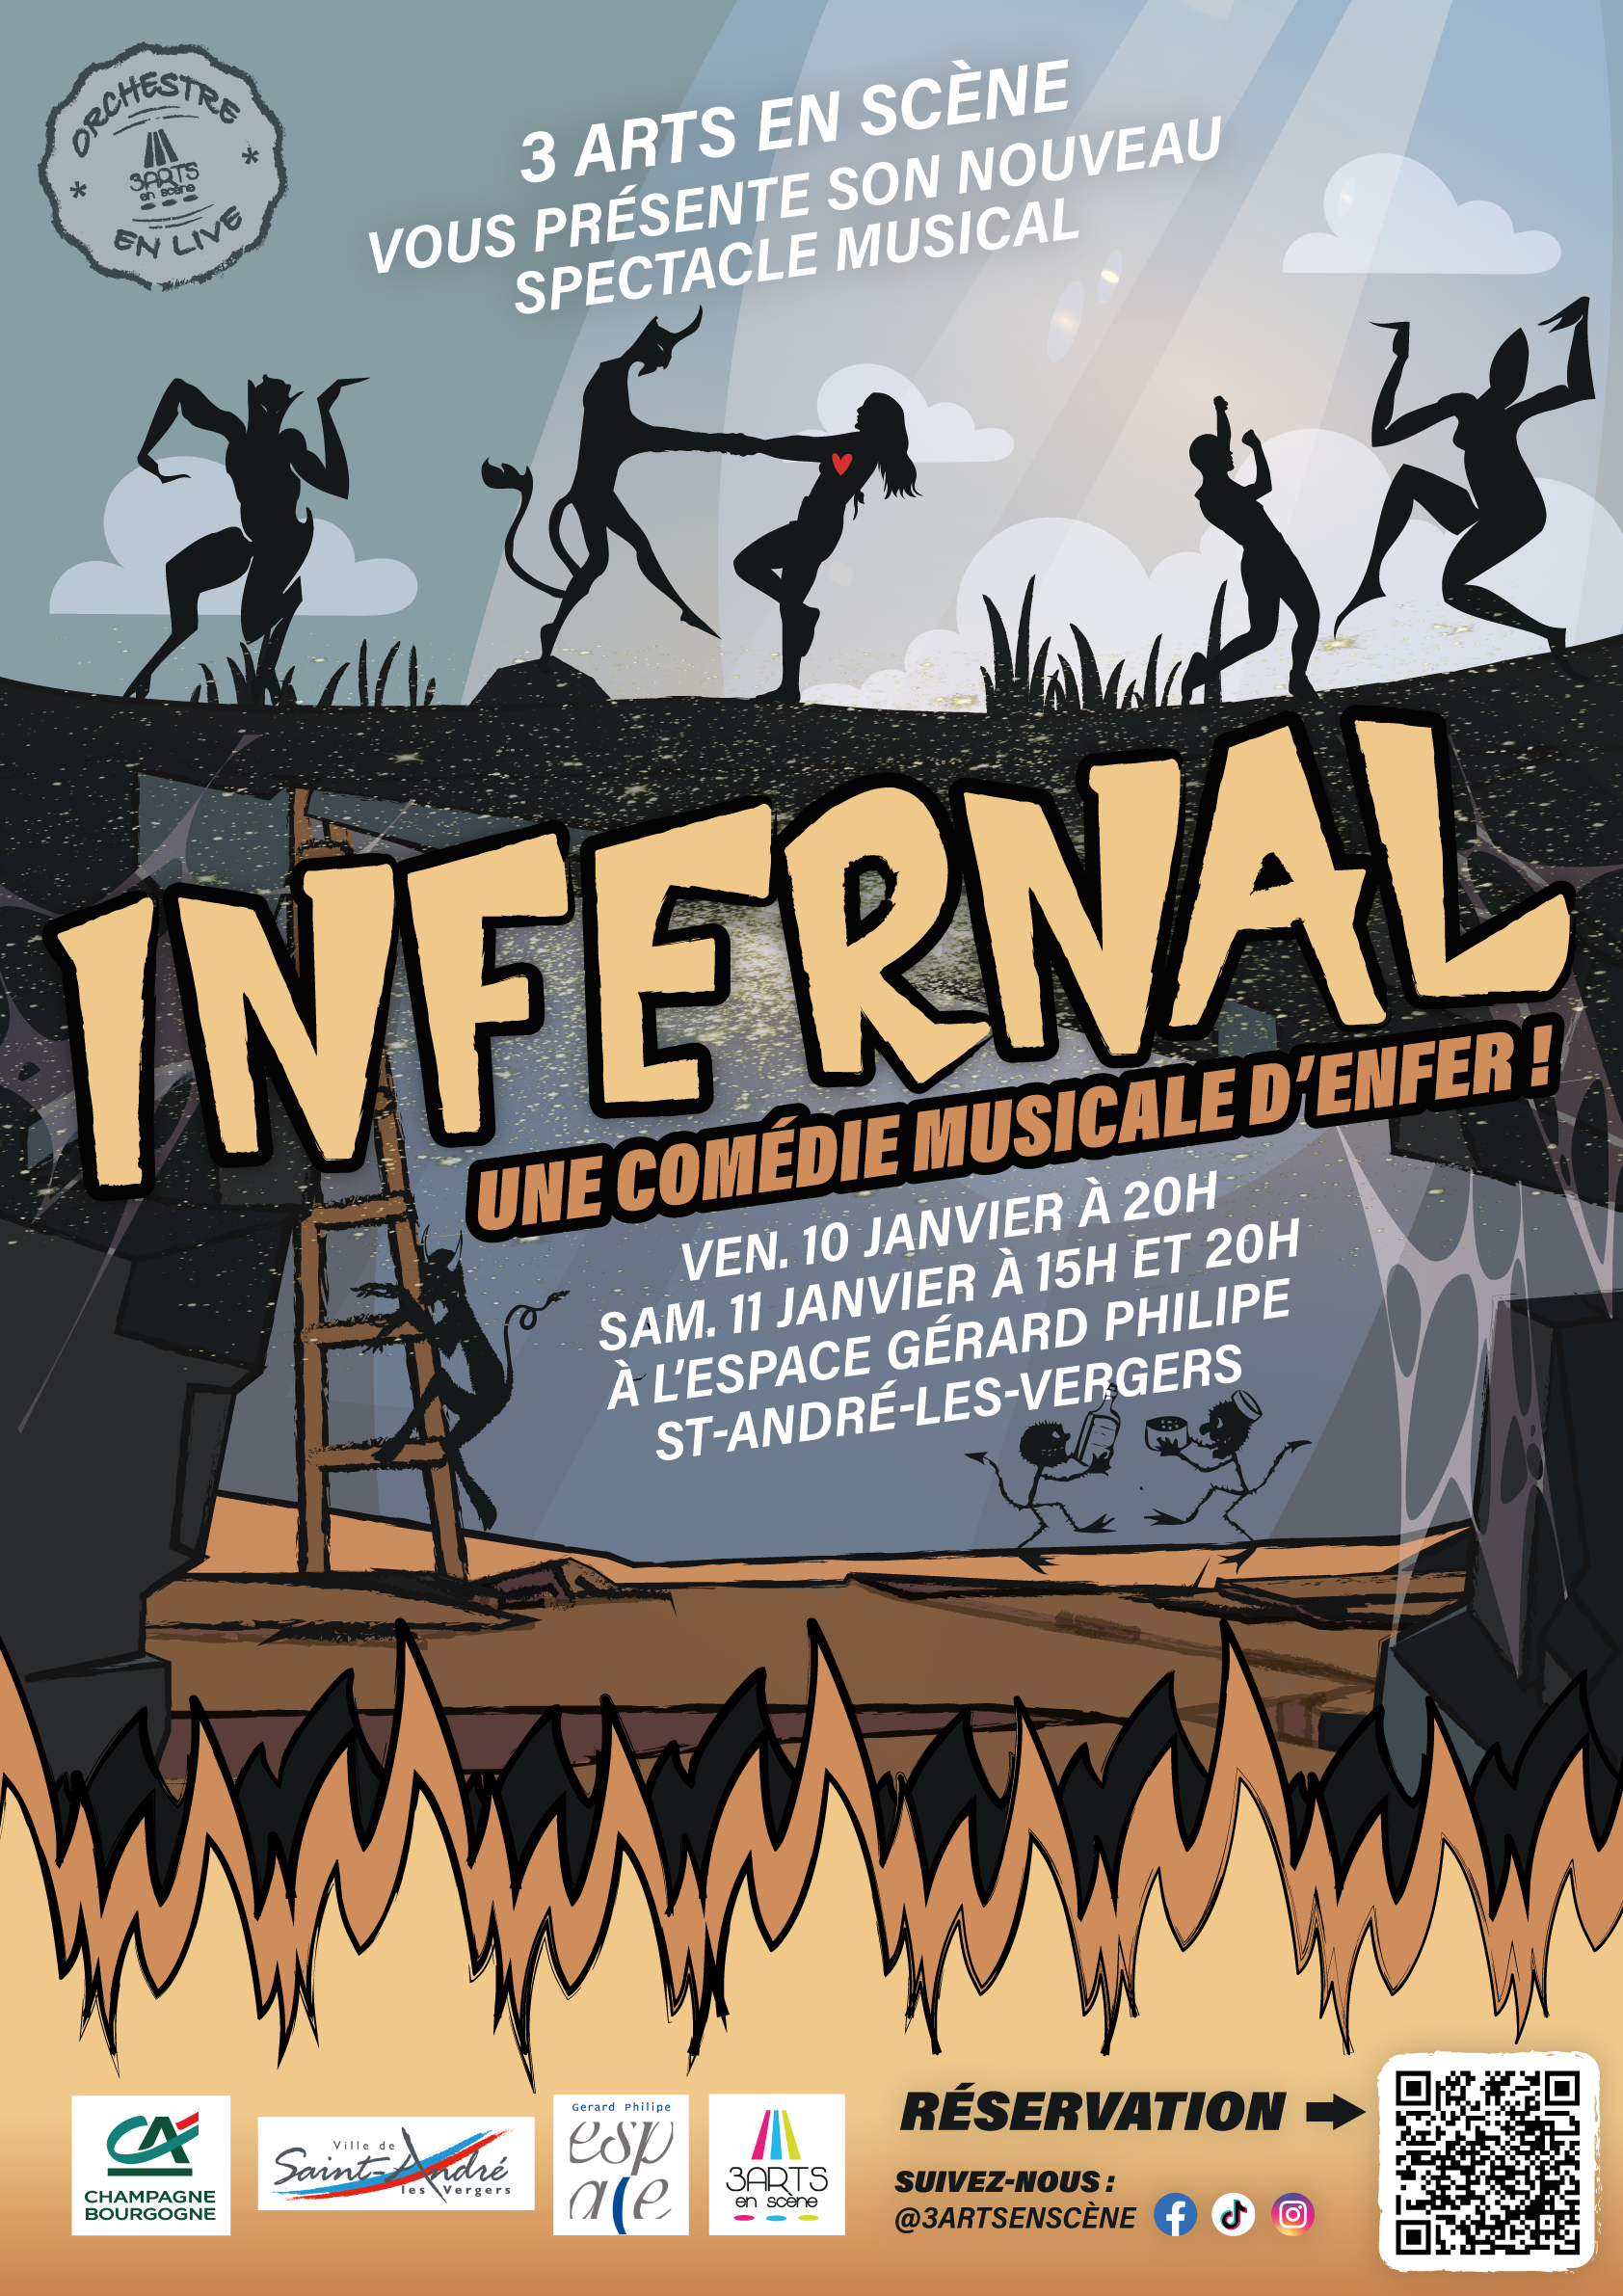 ORCHESTRE
3ARTS
en scène
EN LIVE
3 ARTS EN SCÈNE
VOUS PRÉSENTE SON NOUVEAU
SPECTACLE MUSICAL
INFERNAL
UNE COMÉDIE MUSICALE D'ENFER !
VEN. 10 JANVIER À 20H
SAM. 11 JANVIER À 15H ET 20H
À L'ESPACE GÉRARD PHILIPE
ST-ANDRÉ-LES-VERGERS
CA
CHAMPAGNE
BOURGOGNE
Ville de
Saint-André
les Vergers
Gerard Philipe
esp
ace
3ARTS
en scène
RÉSERVATION
SUIVEZ-NOUS :
@3ARTSENSCÈNE